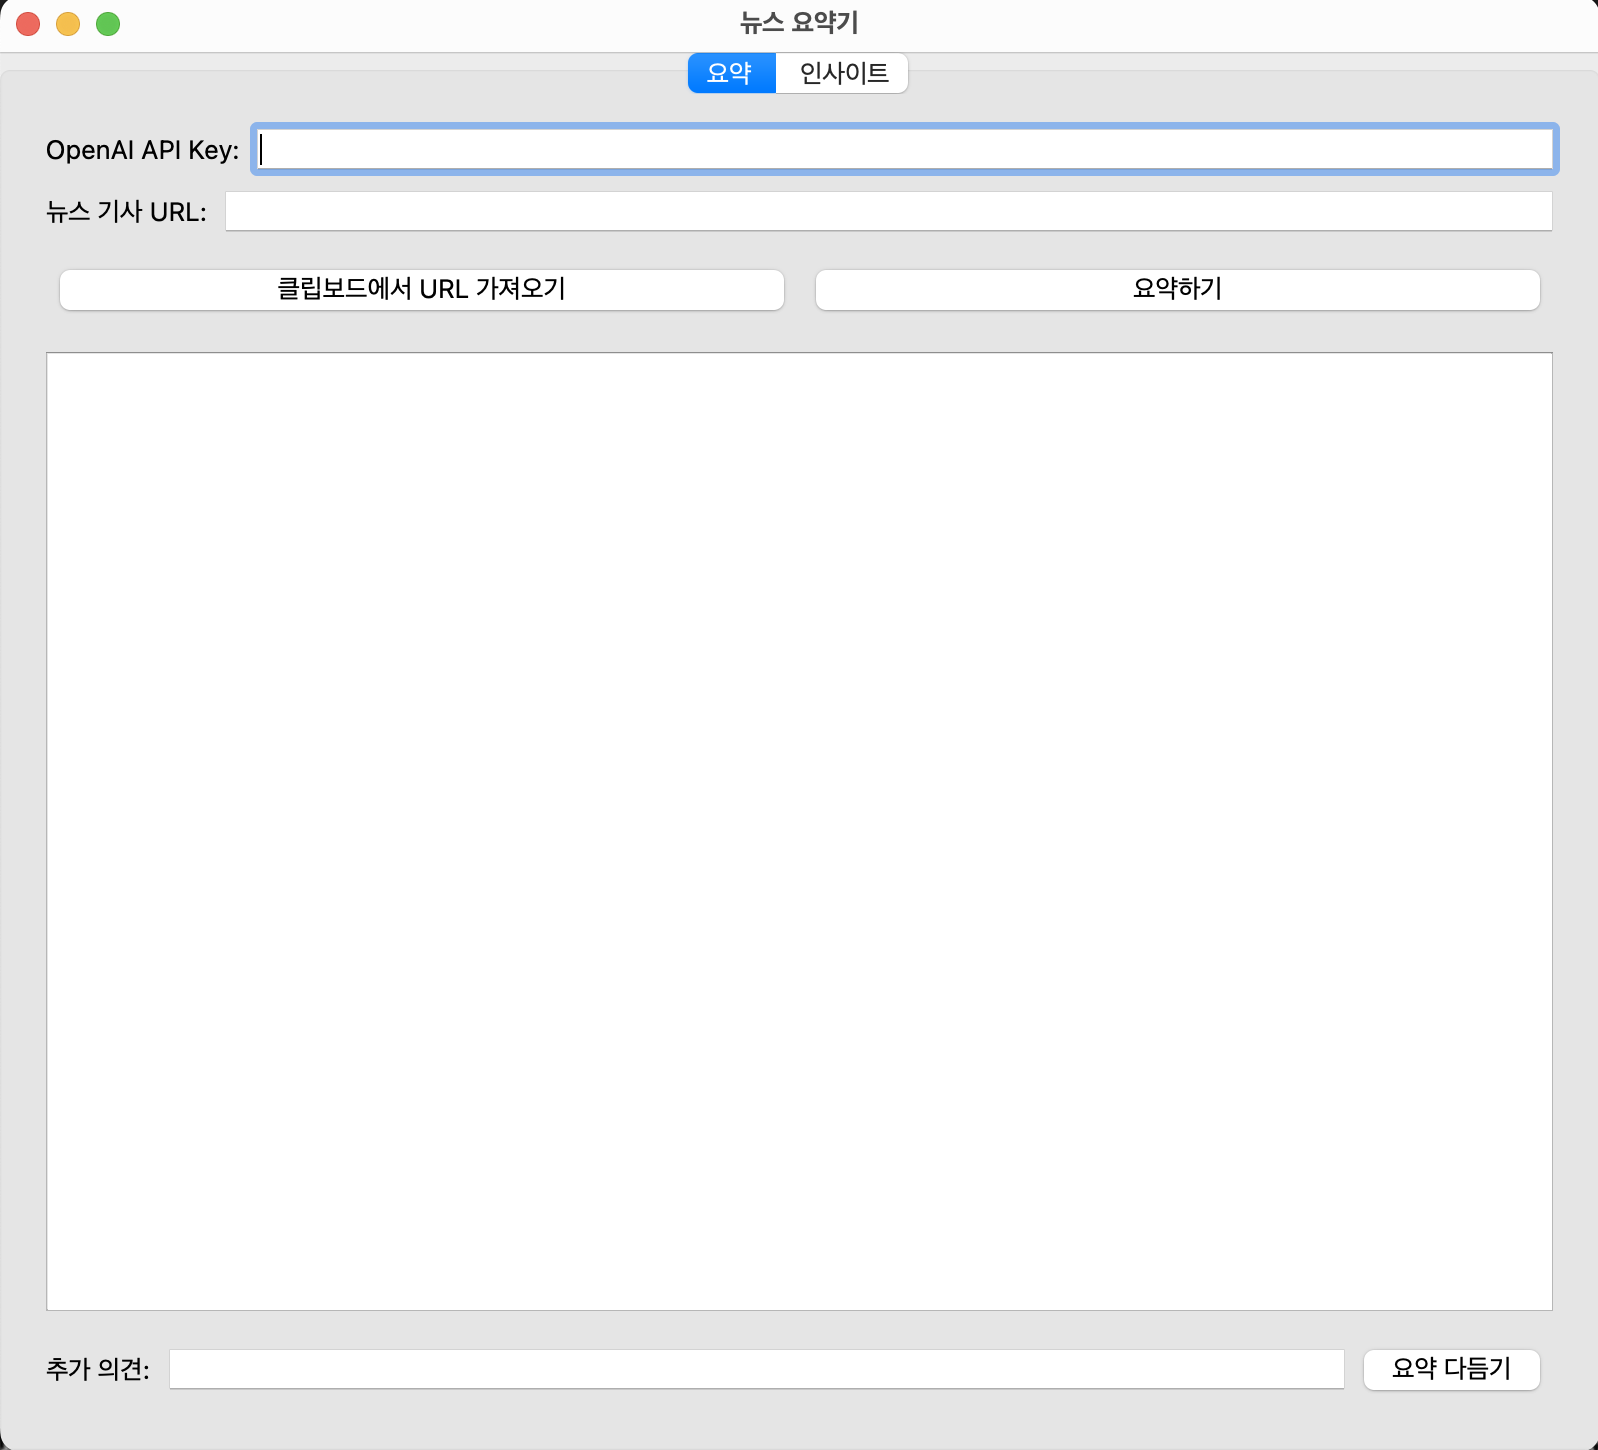 뉴스 요약기
요약 인사이트
OpenAI API Key:
뉴스 기사 URL:
클립보드에서 URL 가져오기 요약하기
추가 의견: 요약 다듬기